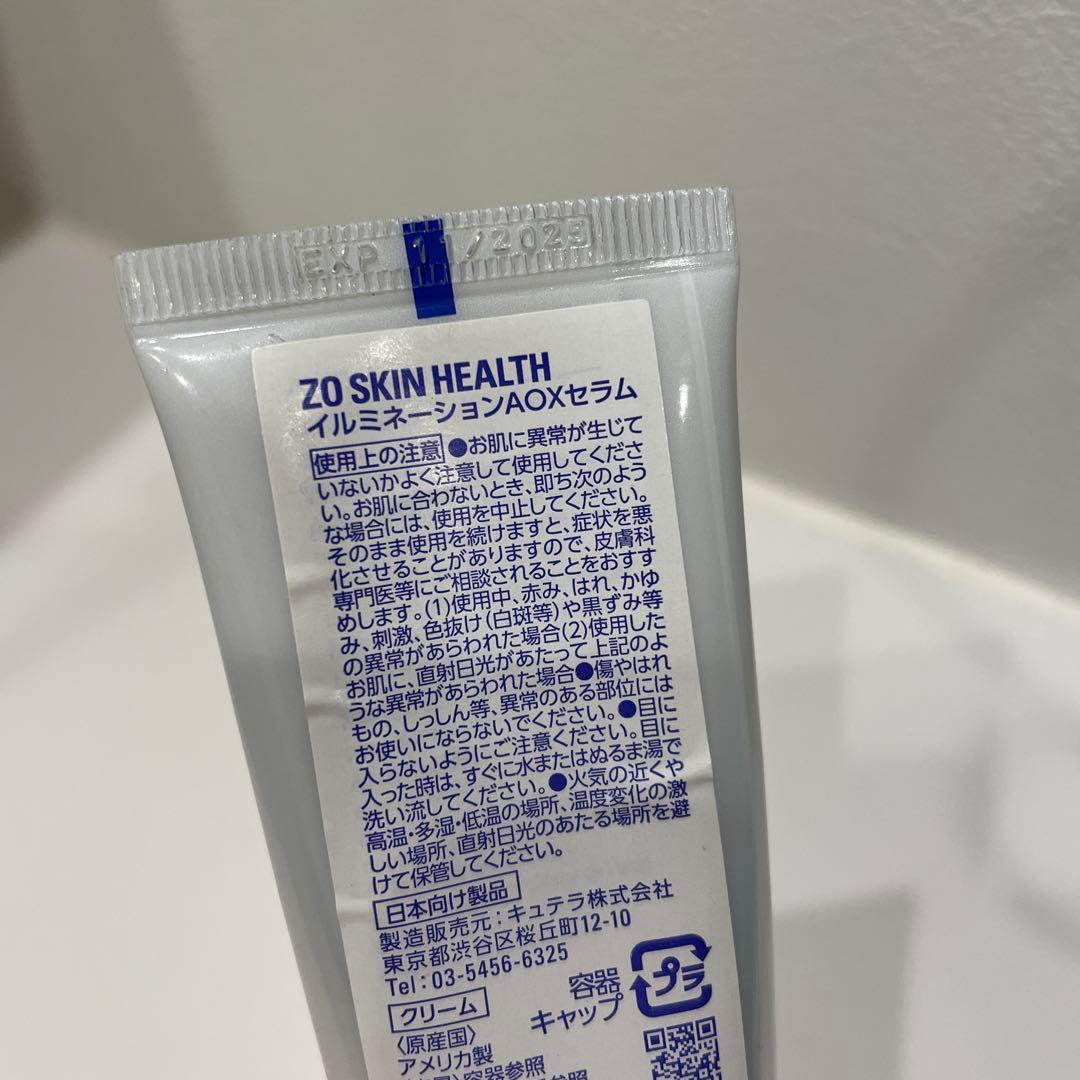 EXP 11/2023
ZO SKIN HEALTH
イルミネーションAOXセラム
使用上の注意 ●お肌に異常が生じて
いないかよく注意して使用してくださ
い。お肌に合わないとき、即ち次のよう
な場合には、使用を中止してください。
そのまま使用を続けますと、症状を悪
化させることがありますので、皮膚科
専門医等にご相談されることをおすす
めします。(1)使用中、赤み、はれ、かゆ
み、刺激、色抜け(白斑等)や黒ずみ等
の異常があらわれた場合(2)使用した
お肌に、直射日光があたって上記のよ
うな異常があらわれた場合●傷やはれ
もの、しっしん等、異常のある部位には
お使いにならないでください。●目に
入らないようにご注意ください。目に
入った時は、すぐに水またはぬるま湯で
洗い流してください。●火気の近くや
高温・多湿・低温の場所、温度変化の激
しい場所、直射日光のあたる場所を避
けて保管してください。
日本向け製品
製造販売元:キュテラ株式会社
東京都渋谷区桜丘町12-10
Tel:03-5456-6325
クリーム
〈原産国〉
アメリカ製
容器参照
容器
キャップ
プラ